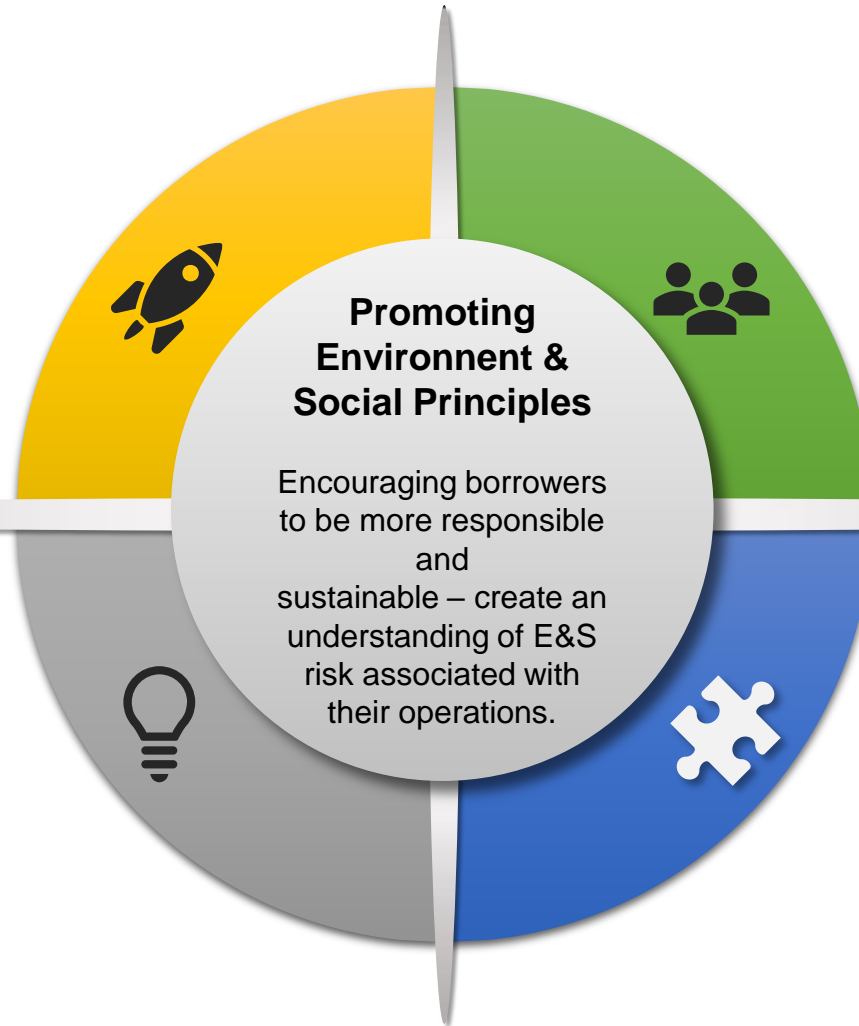 Promoting
Environnent &
Social Principles
Encouraging borrowers
to be more responsible
and
sustainable – create an
understanding of E&S
risk associated with
their operations.